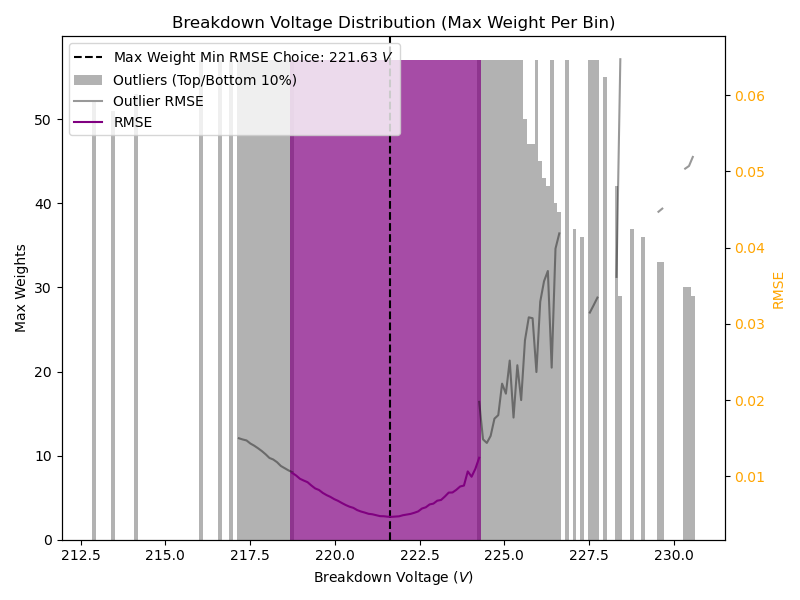 Breakdown Voltage Distribution (Max Weight Per Bin)
Max Weight Min RMSE Choice: 221.63 V
Outliers (Top/Bottom 10%)
Outlier RMSE
RMSE
50
40
30
20
10
0
Max Weights
0.06
0.05
0.04
0.03
0.02
0.01
RMSE
212.5 215.0 217.5 220.0 222.5 225.0 227.5 230.0
Breakdown Voltage (V)